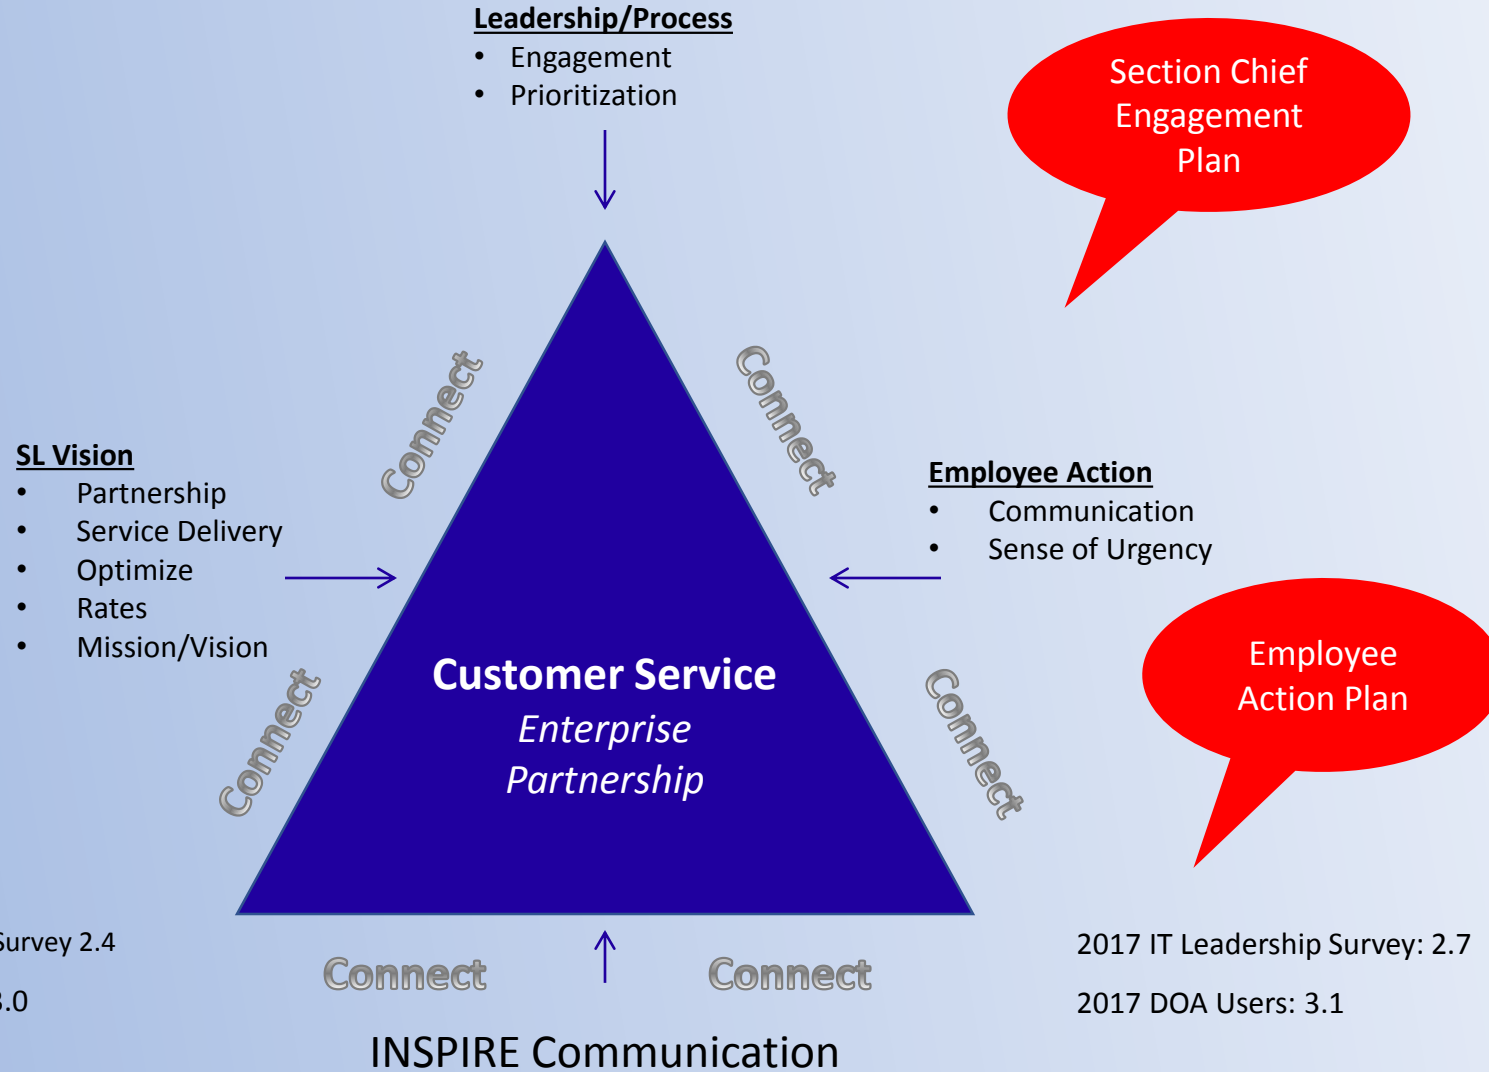 Leadership/Process
• Engagement
• Prioritization
Section Chief
Engagement
Plan
Connect
Connect
SL Vision
• Partnership
• Service Delivery
• Optimize
• Rates
• Mission/Vision
Employee Action
• Communication
• Sense of Urgency
Customer Service
Enterprise
Partnership
Connect
Connect
Employee
Action Plan
Survey 2.4
3.0
Connect
Connect
2017 IT Leadership Survey: 2.7
2017 DOA Users: 3.1
INSPIRE Communication